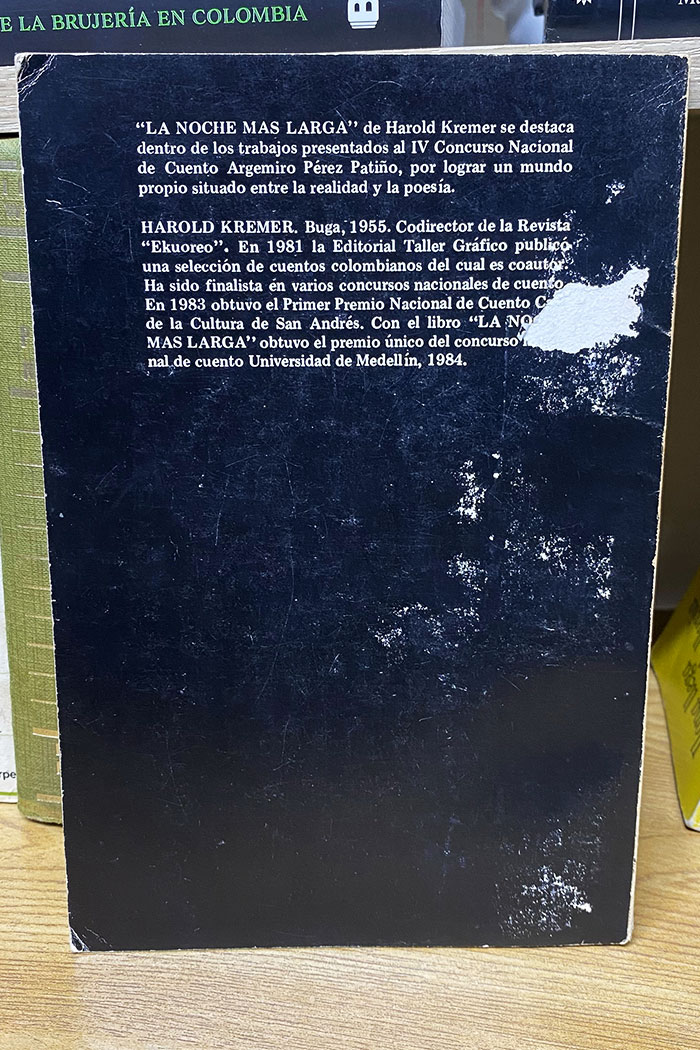 E LA BRUJERÍA EN COLOMBIA
"LA NOCHE MAS LARGA" de Harold Kremer se destaca
dentro de los trabajos presentados al IV Concurso Nacional
de Cuento Argemiro Pérez Patiño, por lograr un mundo
propio situado entre la realidad y la poesía.
HAROLD KREMER. Buga, 1955. Codirector de la Revista
"Ekuoreo". En 1981 la Editorial Taller Gráfico publicó
una selección de cuentos colombianos del cual es coautor.
Ha sido finalista en varios concursos nacionales de cuento.
En 1983 obtuvo el Primer Premio Nacional de Cuento
de la Cultura de San Andrés. Con el libro "LA
MAS LARGA" obtuvo el premio único del concurso
nal de cuento Universidad de Medellín, 1984.